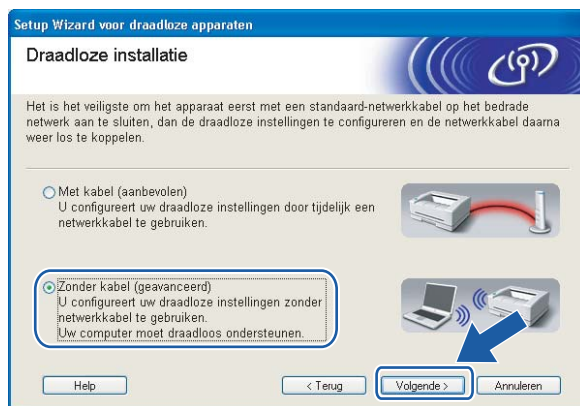 Setup Wizard voor draadloze apparaten
Draadloze installatie
Het is het veiligste om het apparaat eerst met een standaard-netwerkkabel op het bedrade
netwerk aan te sluiten, dan de draadloze instellingen te configureren en de netwerkkabel daarna
weer los te koppelen.
Met kabel (aanbevolen)
U configureert uw draadloze instellingen door tijdelijk een
netwerkkabel te gebruiken.
Zonder kabel (geavanceerd)
U configureert uw draadloze instellingen zonder
netwerkkabel te gebruiken.
Uw computer moet draadloos ondersteunen.
Help
< Terug
Volgende >
Annuleren